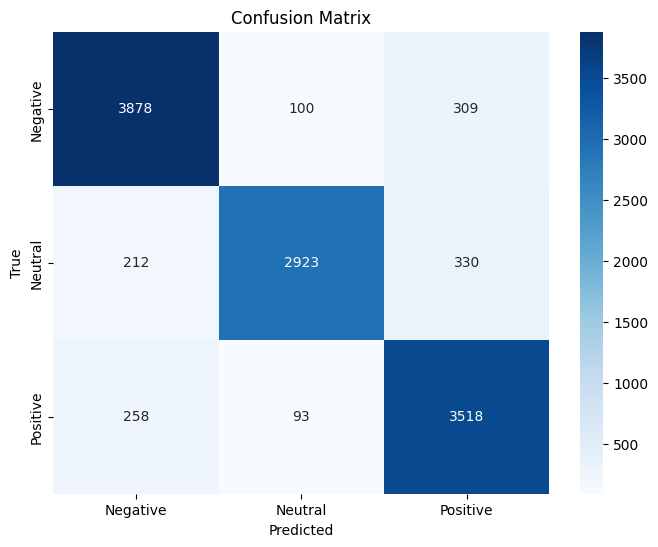 Confusion Matrix
Negative
3878 100 309
3500
3000
2500
True
Neutral
212 2923 330
2000
1500
1000
Positive
258 93 3518
500
Negative Neutral Positive
Predicted